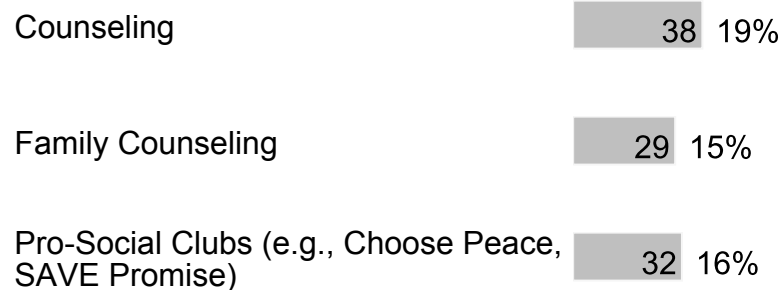 Counseling 38 19%
Family Counseling 29 15%
Pro-Social Clubs (e.g., Choose Peace,
SAVE Promise) 32 16%